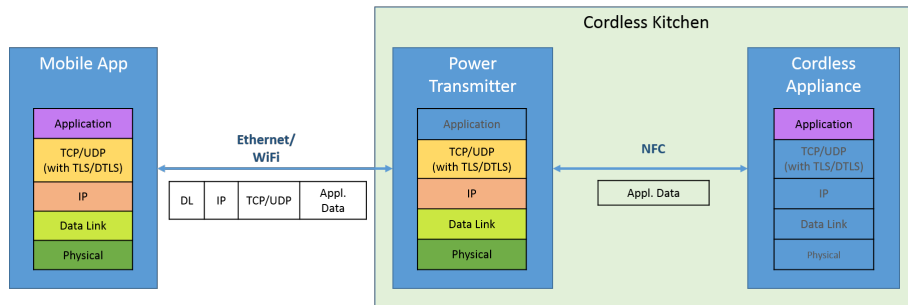 Cordless Kitchen
Mobile App
Application
TCP/UDP
(with TLS/DTLS)
IP
Data Link
Physical
Ethernet/
WiFi
DL
IP
TCP/UDP
Appl.
Data
Power
Transmitter
Application
TCP/UDP
(with TLS/DTLS)
IP
Data Link
Physical
NFC
Appl. Data
Cordless
Appliance
Application
TCP/UDP
(with TLS/DTLS)
IP
Data Link
Physical